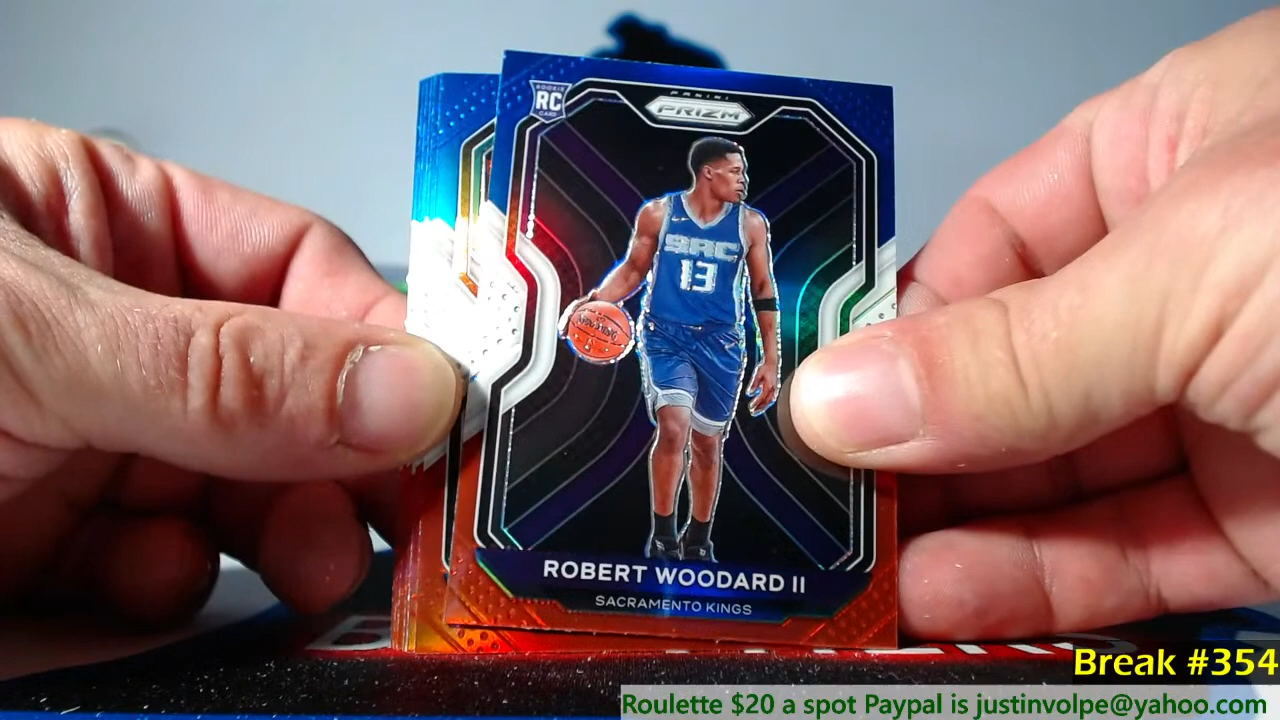 ROOKIE
RC
CARD
PANINI
PRIZM
SAC
13
SPALDING
ROBERT WOODARD II
SACRAMENTO KINGS
Break #354
Roulette $20 a spot Paypal is justinvolpe@yahoo.com